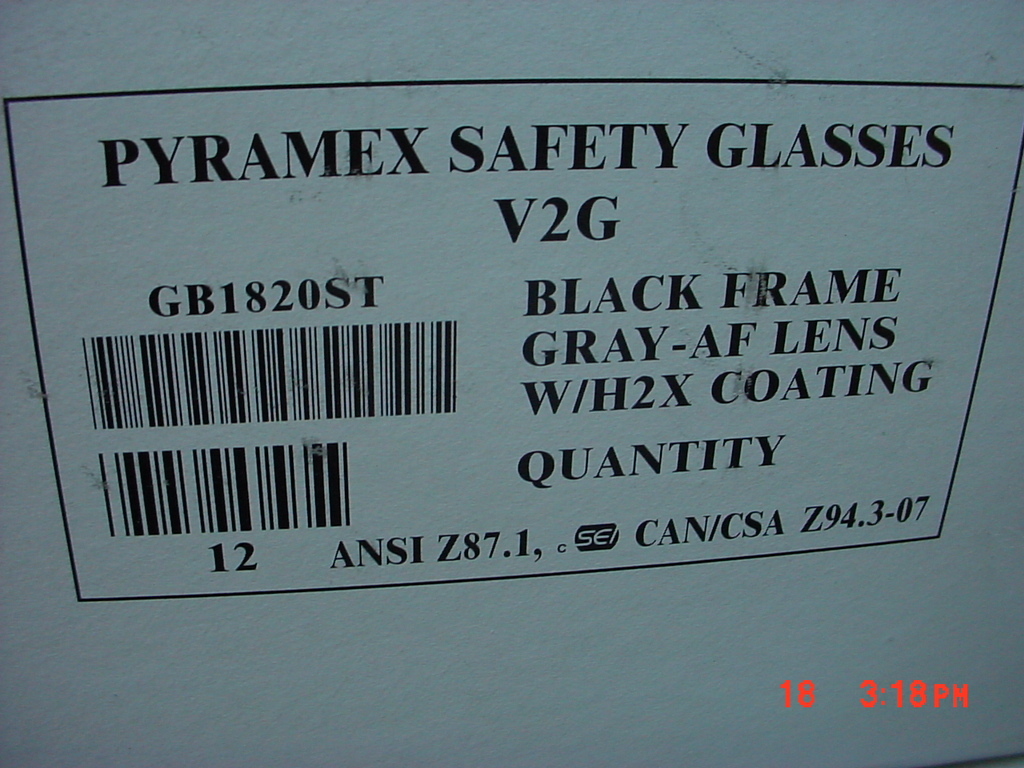 PYRAMEX SAFETY GLASSES
V2G
GB1820ST
BLACK FRAME
GRAY-AF LENS
W/H2X COATING
QUANTITY
12
ANSI Z87.1, c SEI CAN/CSA Z94.3-07
18 3:18PM